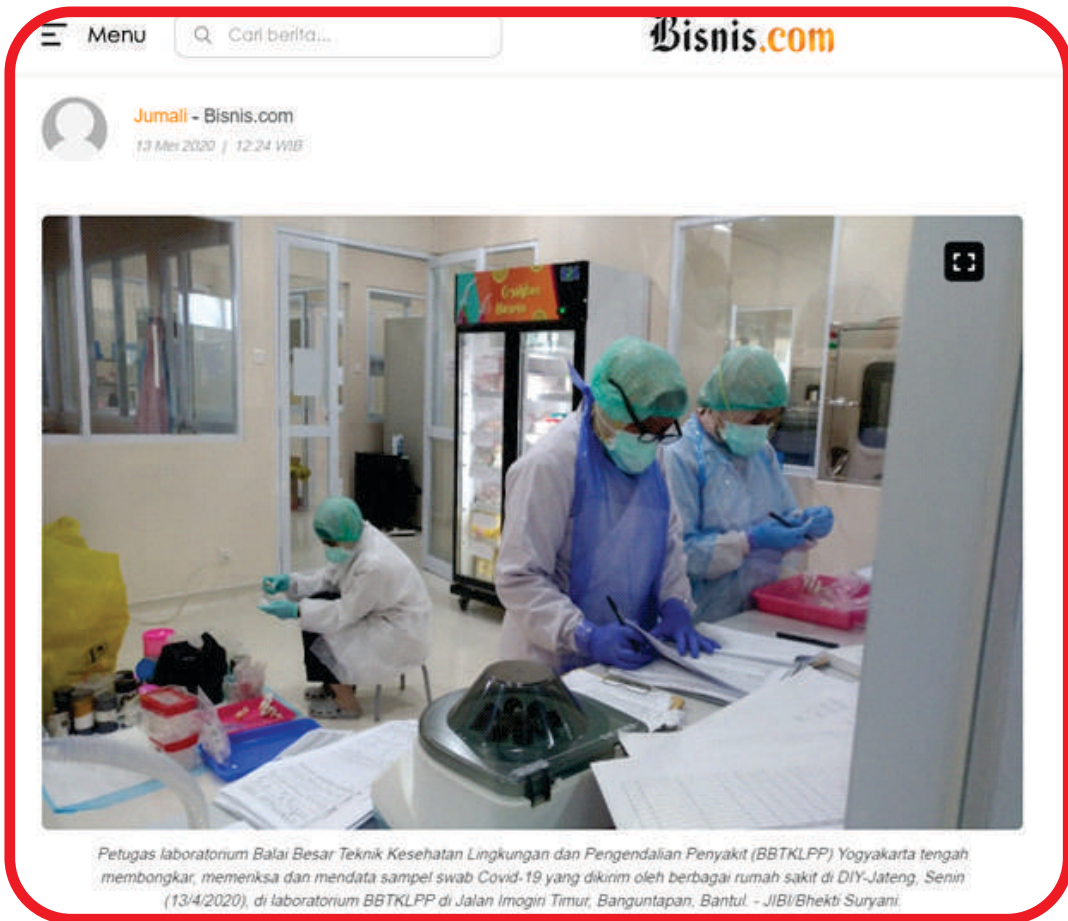 Menu
Cari berita...
Bisnis.com
Jumali - Bisnis.com
13 Mei 2020 | 12:24 WIB
Petugas laboratorium Balai Besar Teknik Kesehatan Lingkungan dan Pengendalian Penyakit (BBTKLPP) Yogyakarta tengah
membongkar, memeriksa dan mendata sampel swab Covid-19 yang dikirim oleh berbagai rumah sakit di DIY-Jateng, Senin
(13/4/2020), di laboratorium BBTKLPP di Jalan Imogiri Timur, Banguntapan, Bantul. - JIBI/Bhekti Suryani.